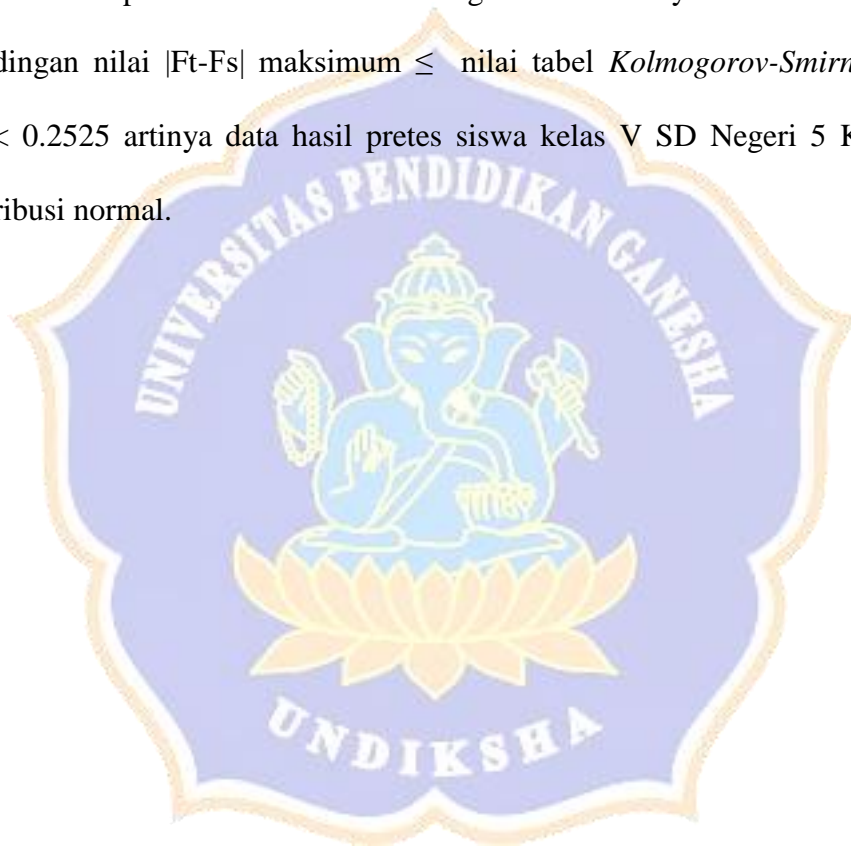 dingan nilai |Ft-Fs| maksimum ≤ nilai tabel Kolmogorov-Smirn
< 0.2525 artinya data hasil pretes siswa kelas V SD Negeri 5 K
ribusi normal.
UNIVERSITAS PENDIDIKAN GANESHA
UNDIKSHA